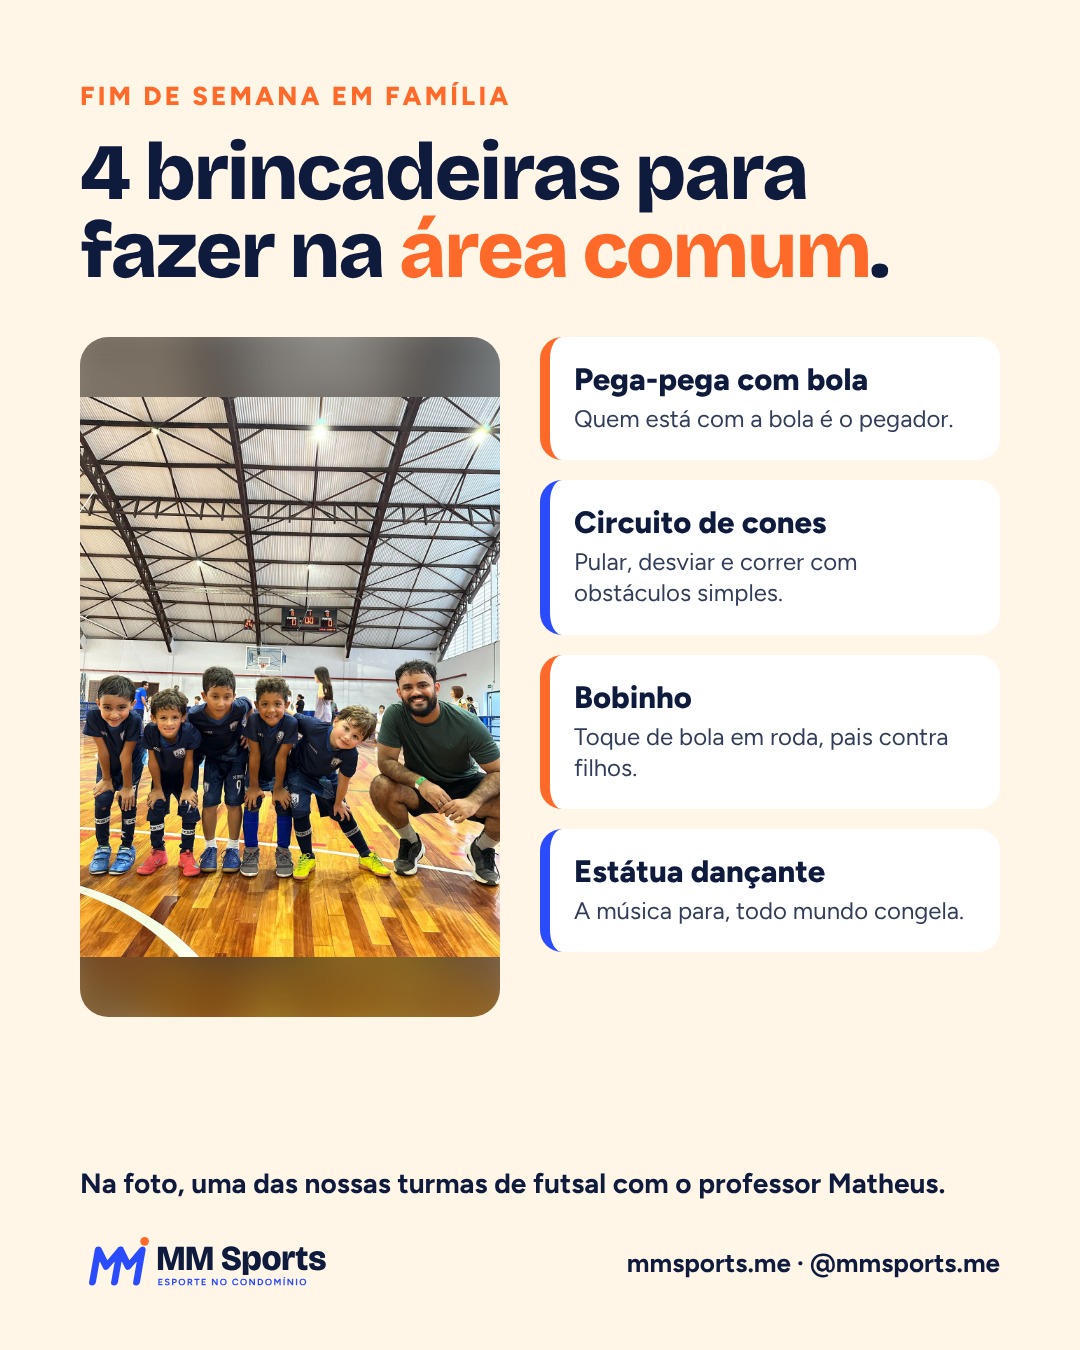 FIM DE SEMANA EM FAMÍLIA
4 brincadeiras para
fazer na área comum.
Pega-pega com bola
Quem está com a bola é o pegador.
Circuito de cones
Pular, desviar e correr com
obstáculos simples.
Bobinho
Toque de bola em roda, pais contra
filhos.
Estátua dançante
A música para, todo mundo congela.
Na foto, uma das nossas turmas de futsal com o professor Matheus.
MM Sports
ESPORTE NO CONDOMÍNIO
mmsports.me · @mmsports.me